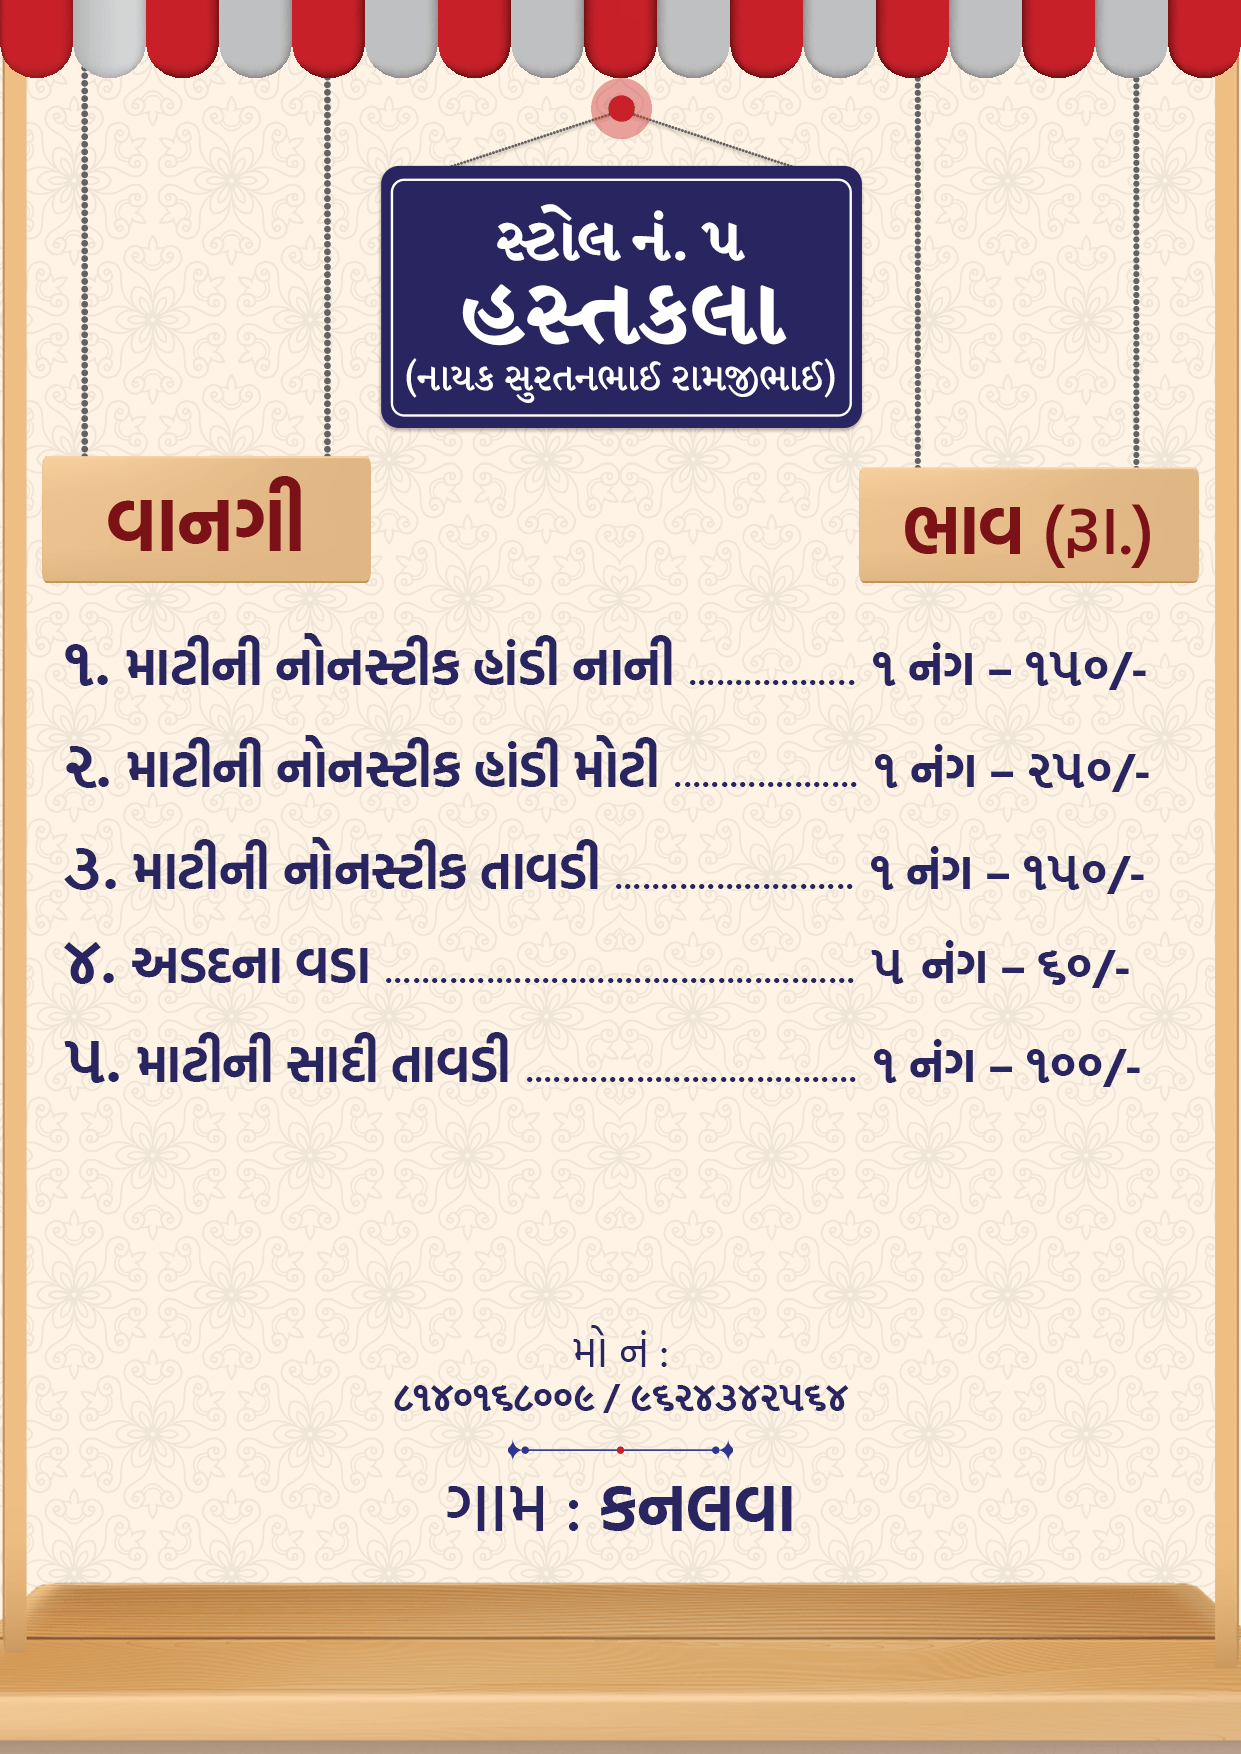 સ્ટોલ નં. ૫
હસ્તકલા
(નાયક સુરતનભાઈ રામજીભાઈ)
વાનગી ભાવ (રૂા.)
૧. માટીની નોનસ્ટીક હાંડી નાની .................. ૧ નંગ – ૧૫૦/-
૨. માટીની નોનસ્ટીક હાંડી મોટી .................... ૧ નંગ – ૨૫૦/-
૩. માટીની નોનસ્ટીક તાવડી .......................... ૧ નંગ – ૧૫૦/-
૪. અડદના વડા .................................................. ૫ નંગ – ૬૦/-
૫. માટીની સાદી તાવડી .................................... ૧ નંગ – ૧૦૦/-
મો નં :
૮૧૪૦૧૬૮૦૦૯ / ૯૬૨૪૩૪૨૫૬૪
ગામ : કનલવા